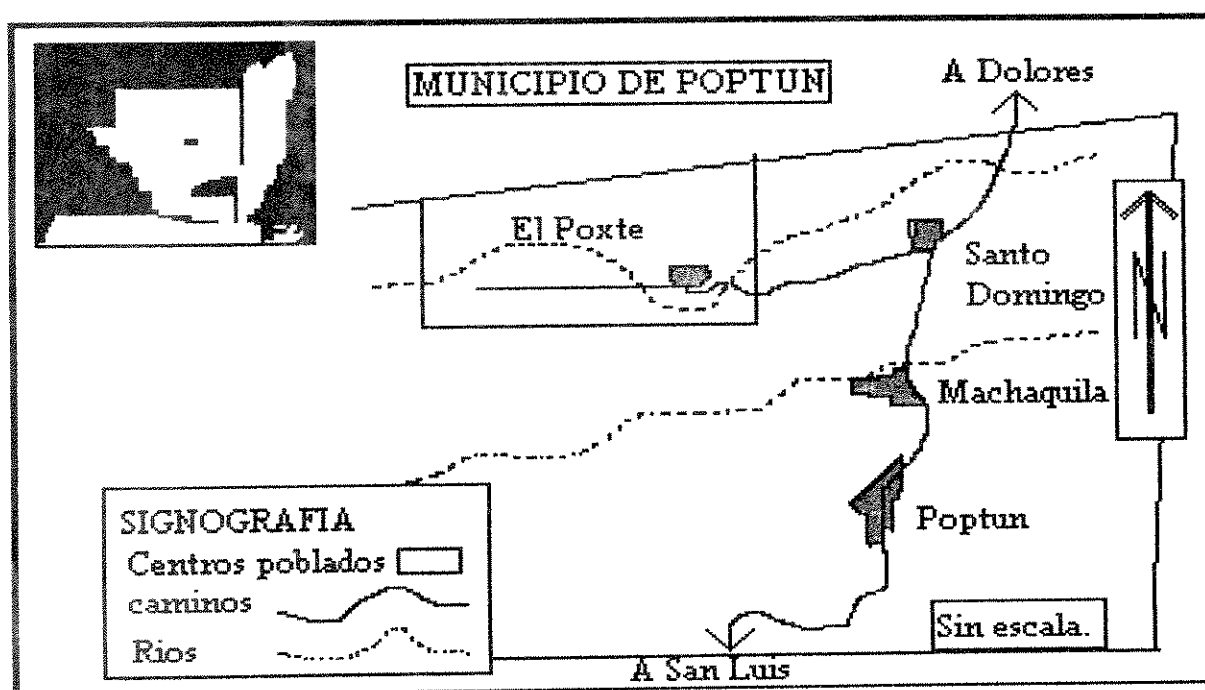 MUNICIPIO DE POPTUN
A Dolores
El Poxte
Santo
Domingo
N
Machaquila
Poptun
SIGNOGRAFIA
Centros poblados
caminos
Rios
Sin escala.
A San Luis